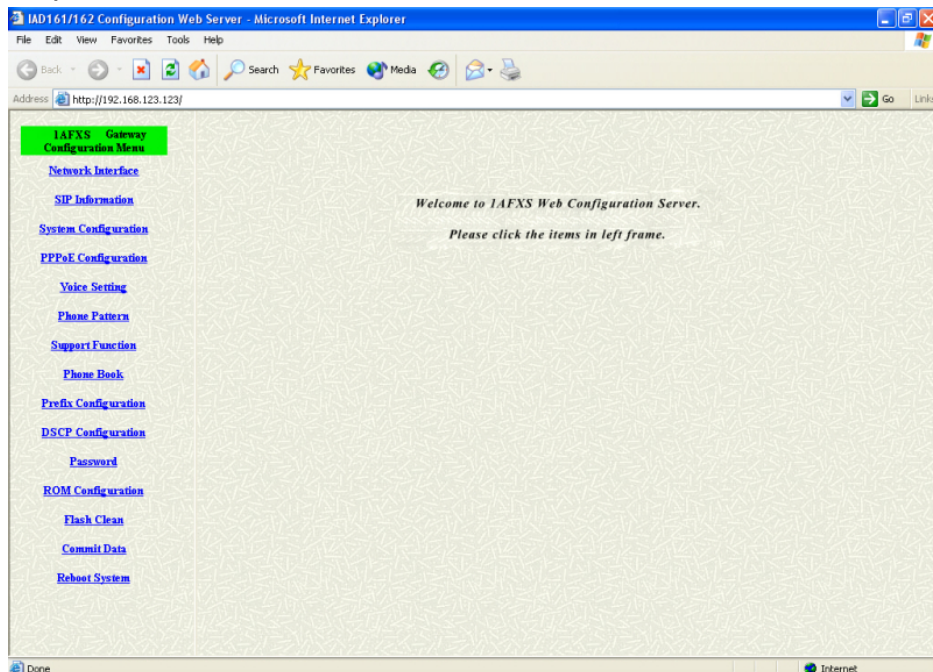 IAD161/162 Configuration Web Server - Microsoft Internet Explorer
File Edit View Favorites Tools Help
Back Search Favorites Media
Address http://192.168.123.123/ Go Links
1AFXS Gateway
Configuration Menu
Network Interface
SIP Information
Welcome to 1AFXS Web Configuration Server.
System Configuration
Please click the items in left frame.
PPPoE Configuration
Voice Setting
Phone Pattern
Support Function
Phone Book
Prefix Configuration
DSCP Configuration
Password
ROM Configuration
Flash Clean
Commit Data
Reboot System
Done Internet